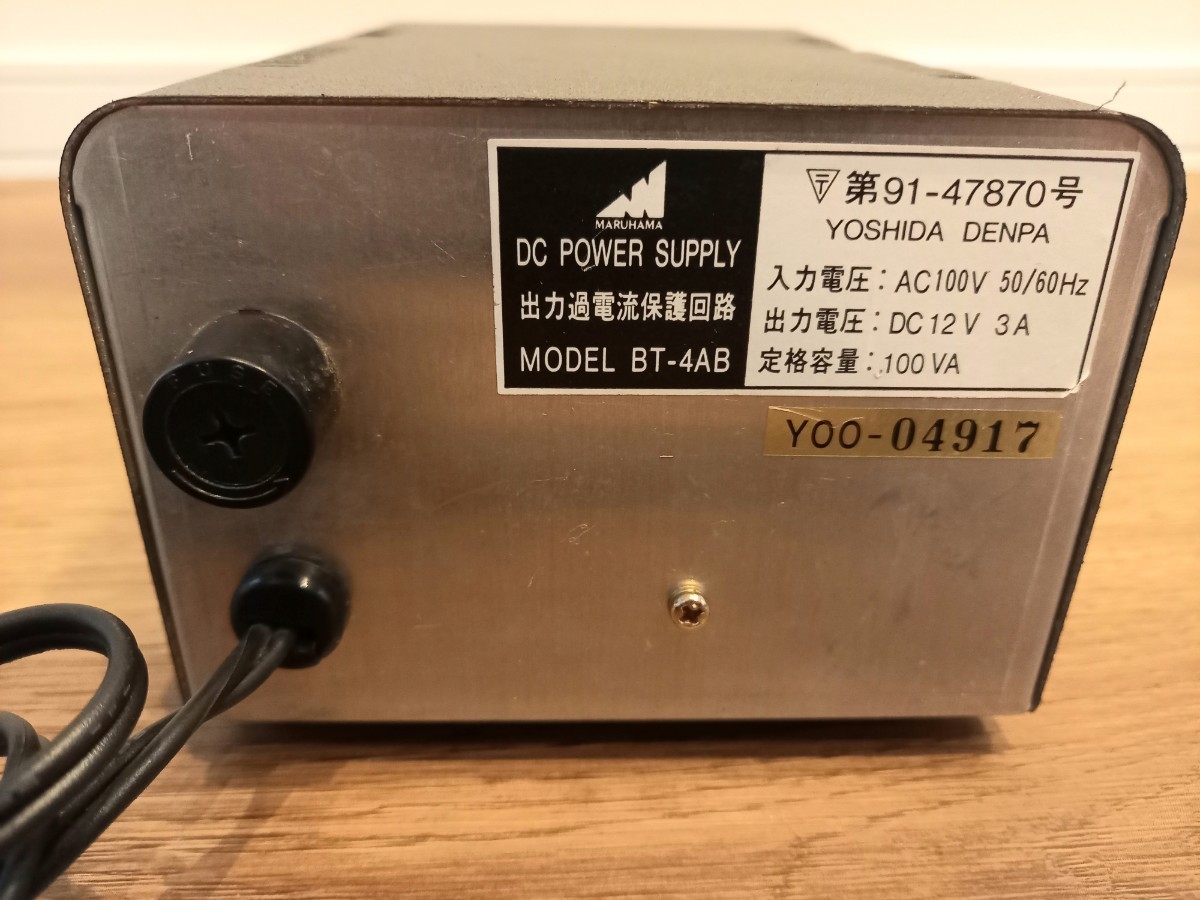 MARUHAMA
DC POWER SUPPLY
出力過電流保護回路
MODEL BT-4AB
第91-47870号
YOSHIDA DENPA
入力電圧：AC100V 50/60Hz
出力電圧：DC12V 3A
定格容量：100VA
YOO-04917
FUSE